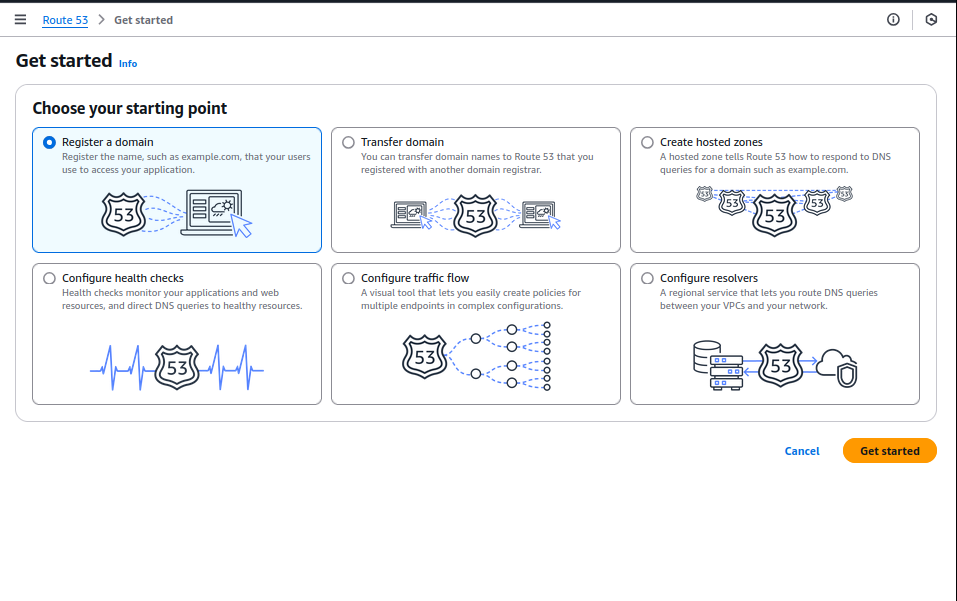 Route 53 > Get started
Get started Info
Choose your starting point
Register a domain
Register the name, such as example.com, that your users
use to access your application.
53
Transfer domain
You can transfer domain names to Route 53 that you
registered with another domain registrar.
53
Create hosted zones
A hosted zone tells Route 53 how to respond to DNS
queries for a domain such as example.com.
53 53 53 53 53
Configure health checks
Health checks monitor your applications and web
resources, and direct DNS queries to healthy resources.
53
Configure traffic flow
A visual tool that lets you easily create policies for
multiple endpoints in complex configurations.
53
Configure resolvers
A regional service that lets you route DNS queries
between your VPCs and your network.
53
Cancel
Get started